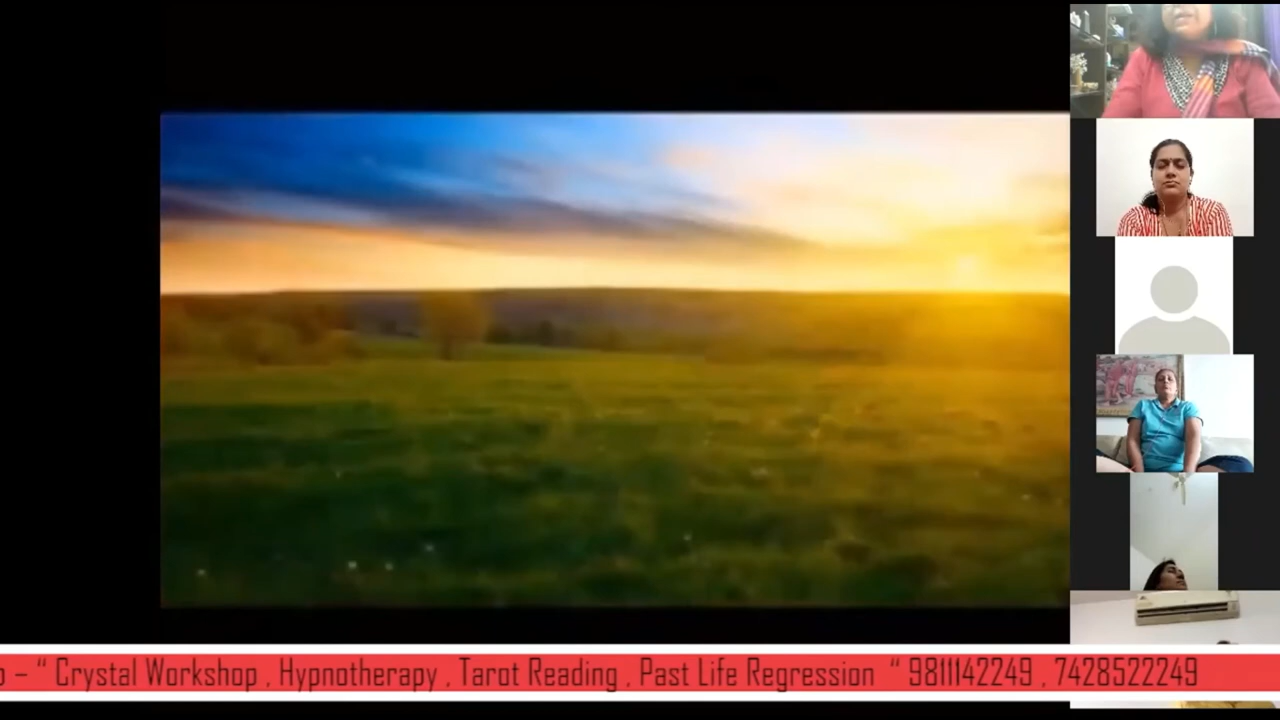 – “ Crystal Workshop , Hypnotherapy , Tarot Reading , Past Life Regression “ 9811142249 , 7428522249